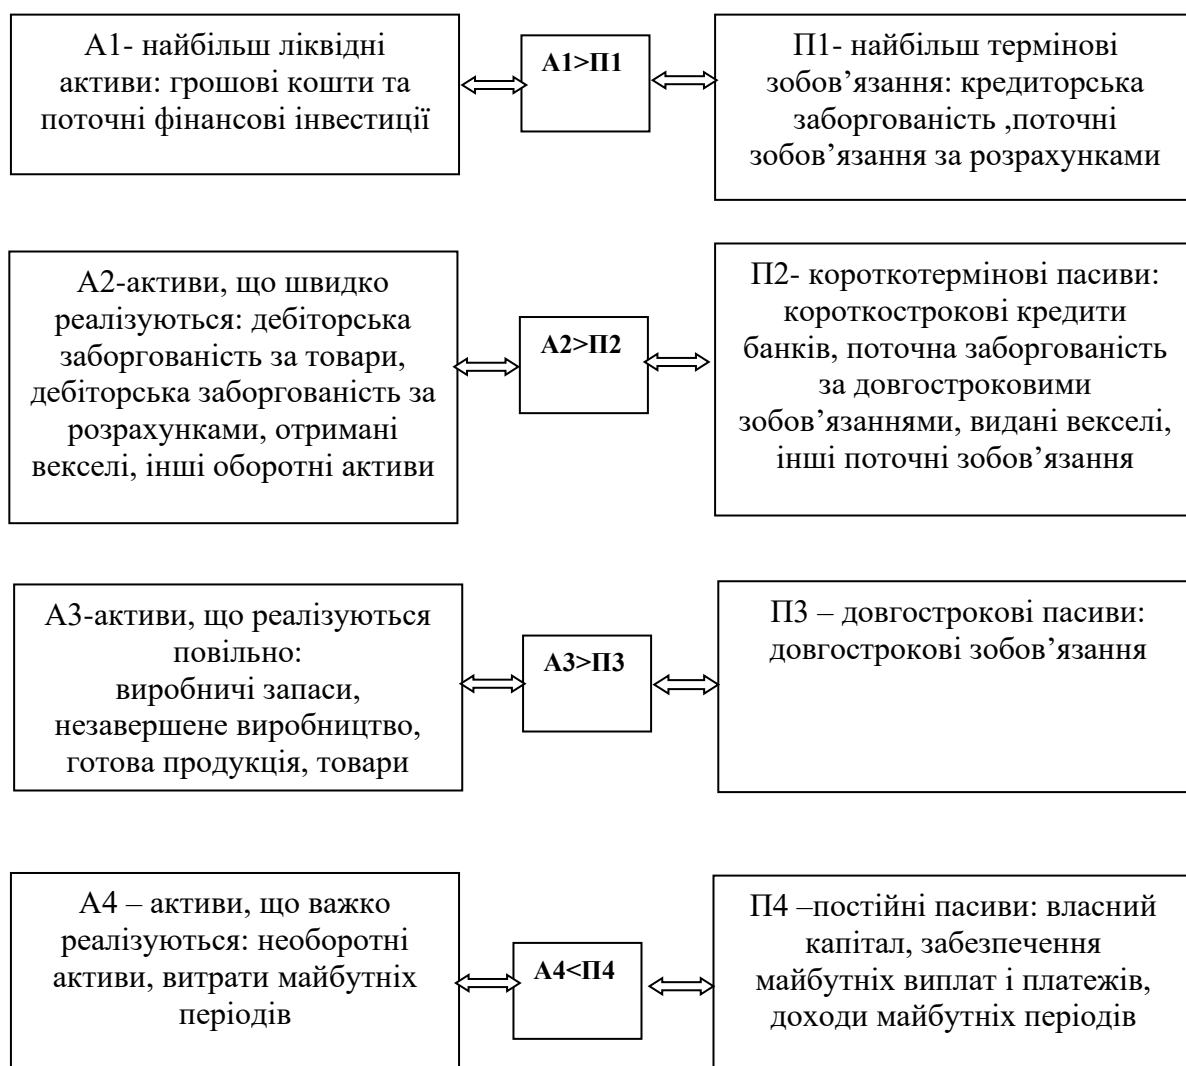 А1- найбільш ліквідні
активи: грошові кошти та
поточні фінансові інвестиції
А1>П1
П1- найбільш термінові
зобов’язання: кредиторська
заборгованість ,поточні
зобов’язання за розрахунками
А2-активи, що швидко
реалізуються: дебіторська
заборгованість за товари,
дебіторська заборгованість за
розрахунками, отримані
векселі, інші оборотні активи
А2>П2
П2- короткотермінові пасиви:
короткострокові кредити
банків, поточна заборгованість
за довгостроковими
зобов’язаннями, видані векселі,
інші поточні зобов’язання
А3-активи, що реалізуються
повільно:
виробничі запаси,
незавершене виробництво,
готова продукція, товари
А3>П3
П3 – довгострокові пасиви:
довгострокові зобов’язання
А4 – активи, що важко
реалізуються: необоротні
активи, витрати майбутніх
періодів
А4<П4
П4 –постійні пасиви: власний
капітал, забезпечення
майбутніх виплат і платежів,
доходи майбутніх періодів